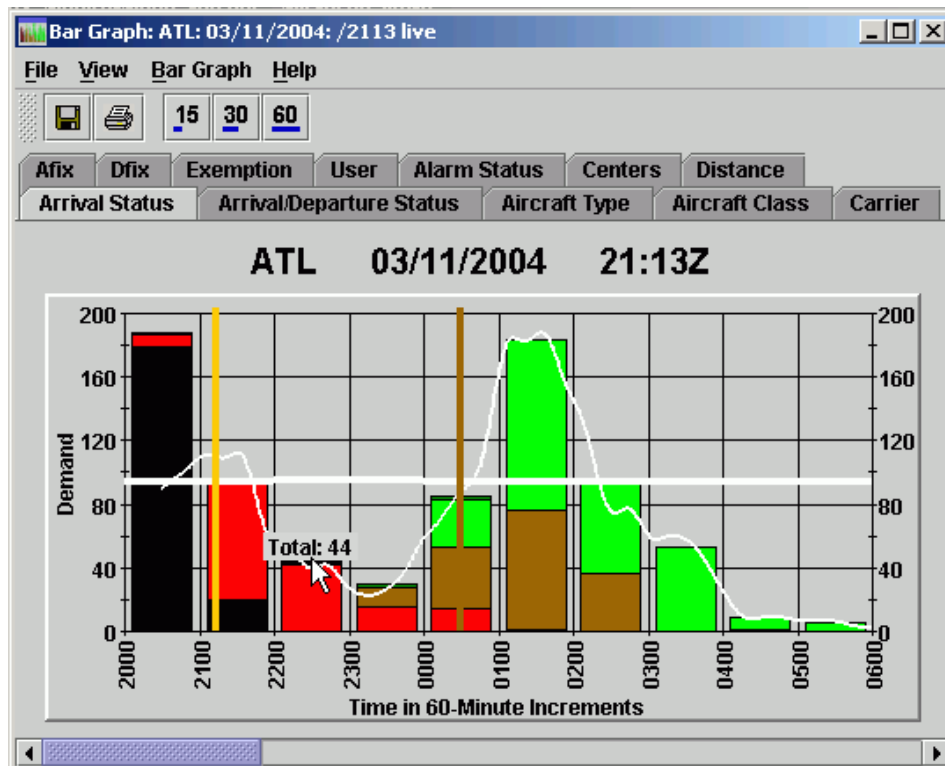 Bar Graph: ATL: 03/11/2004: /2113 live
File View Bar Graph Help
15 30 60
Afix Dfix Exemption User Alarm Status Centers Distance
Arrival Status Arrival/Departure Status Aircraft Type Aircraft Class Carrier
ATL 03/11/2004 21:13Z
200 200
160 160
120 120
Demand
80 80
Total: 44
40 40
0 0
2000 2100 2200 2300 0000 0100 0200 0300 0400 0500 0600
Time in 60-Minute Increments